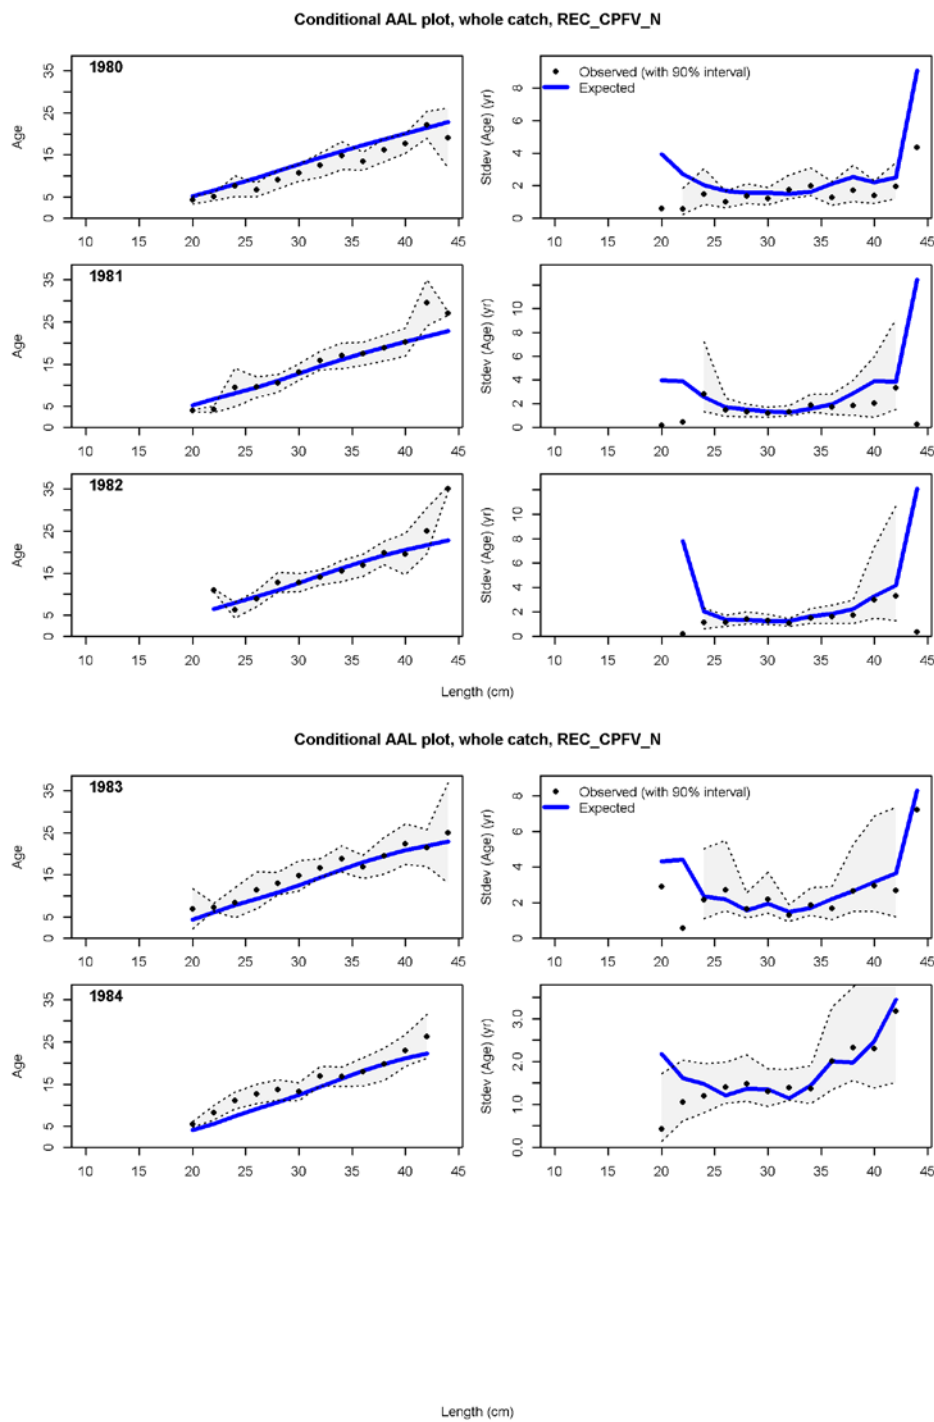 Conditional AAL plot, whole catch, REC_CPFV_N
1980
Age
35
25
15
5
0
10 15 20 25 30 35 40 45
Observed (with 90% interval)
Expected
Stdev (Age) (yr)
8
6
4
2
0
10 15 20 25 30 35 40 45
1981
Age
35
25
15
5
0
10 15 20 25 30 35 40 45
Stdev (Age) (yr)
10
8
6
4
2
0
10 15 20 25 30 35 40 45
1982
Age
35
25
15
5
0
10 15 20 25 30 35 40 45
Stdev (Age) (yr)
10
8
6
4
2
0
10 15 20 25 30 35 40 45
Length (cm)
Conditional AAL plot, whole catch, REC_CPFV_N
1983
Age
35
25
15
5
0
10 15 20 25 30 35 40 45
Observed (with 90% interval)
Expected
Stdev (Age) (yr)
8
6
4
2
0
10 15 20 25 30 35 40 45
1984
Age
35
25
15
5
0
10 15 20 25 30 35 40 45
Stdev (Age) (yr)
3.0
2.0
1.0
0.0
10 15 20 25 30 35 40 45
Length (cm)